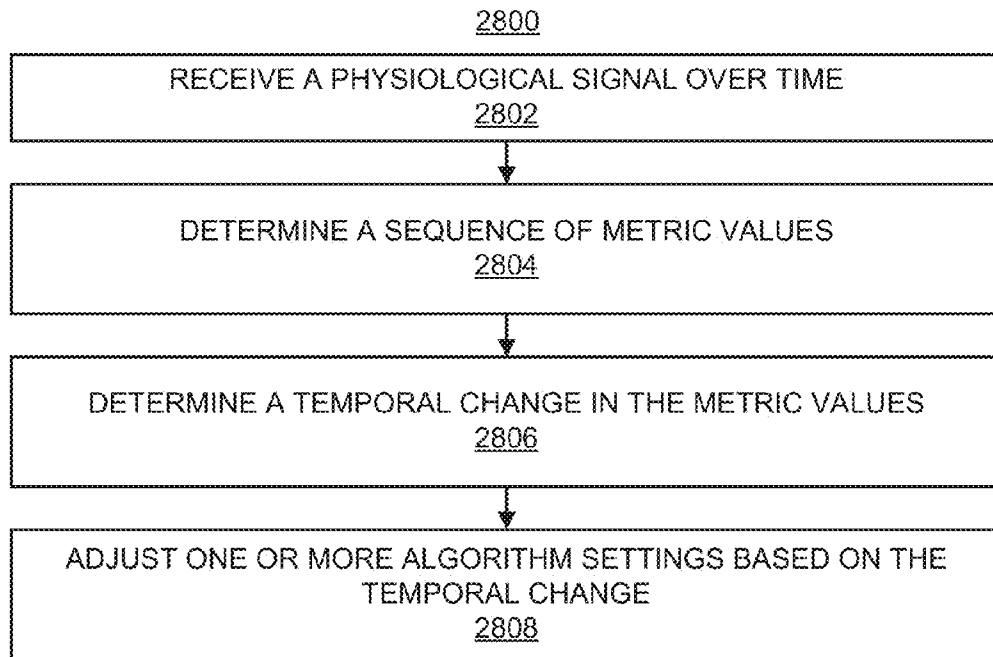 2800
RECEIVE A PHYSIOLOGICAL SIGNAL OVER TIME
2802
DETERMINE A SEQUENCE OF METRIC VALUES
2804
DETERMINE A TEMPORAL CHANGE IN THE METRIC VALUES
2806
ADJUST ONE OR MORE ALGORITHM SETTINGS BASED ON THE
TEMPORAL CHANGE
2808